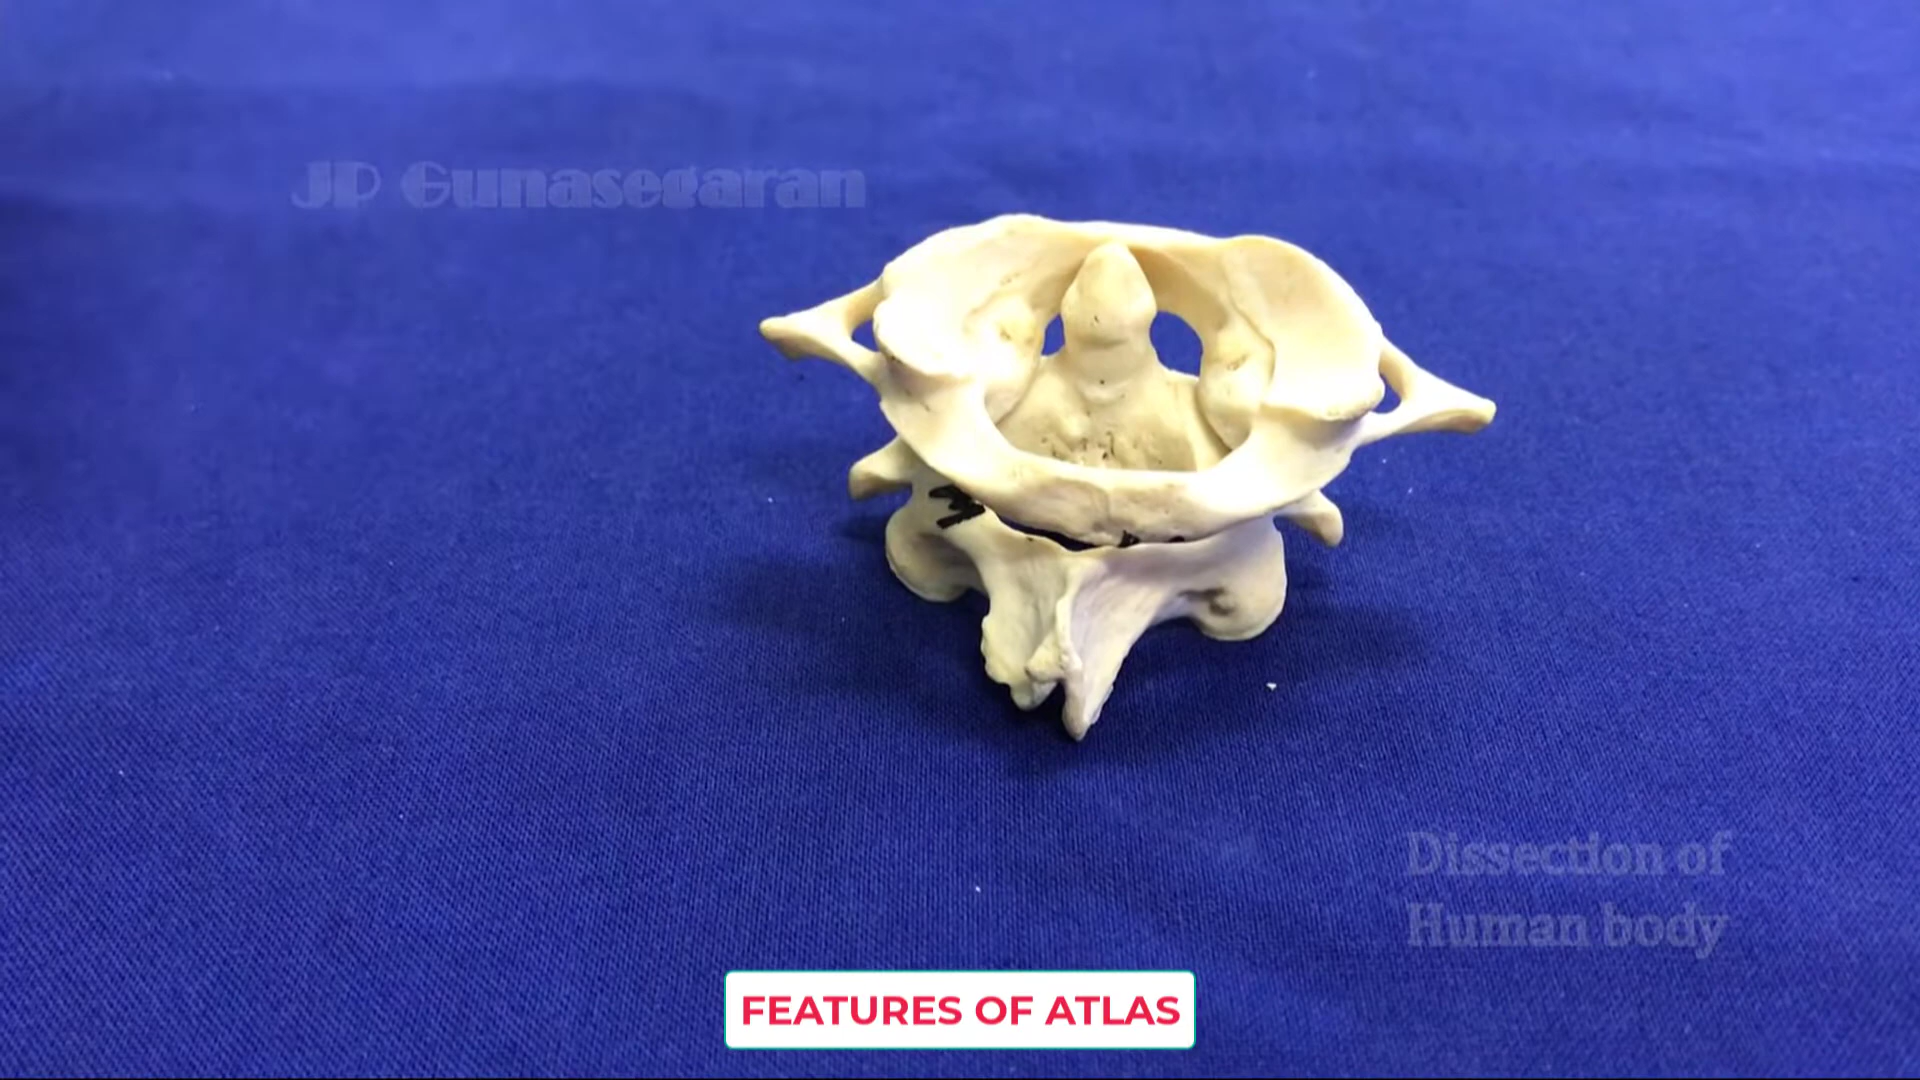 JP Gunasegaran
Dissection of
Human body
FEATURES OF ATLAS